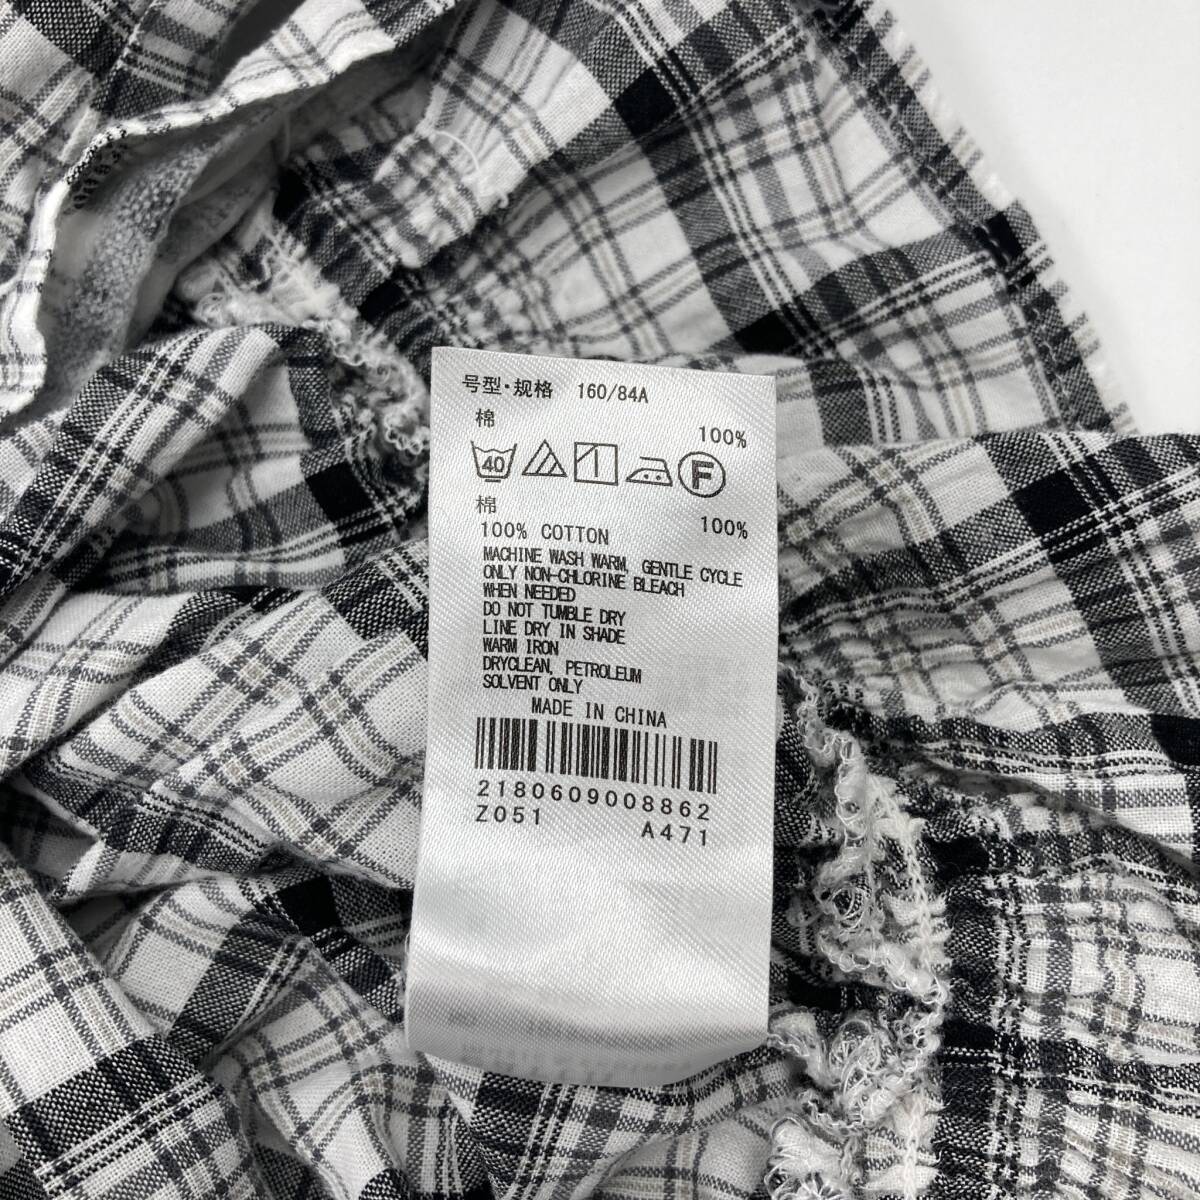 号型·规格 160/84A
棉 100%
40 F
棉 100%
100% COTTON
MACHINE WASH WARM, GENTLE CYCLE
ONLY NON-CHLORINE BLEACH
WHEN NEEDED
DO NOT TUMBLE DRY
LINE DRY IN SHADE
WARM IRON
DRYCLEAN, PETROLEUM
SOLVENT ONLY
MADE IN CHINA
2180609008862
Z051 A471